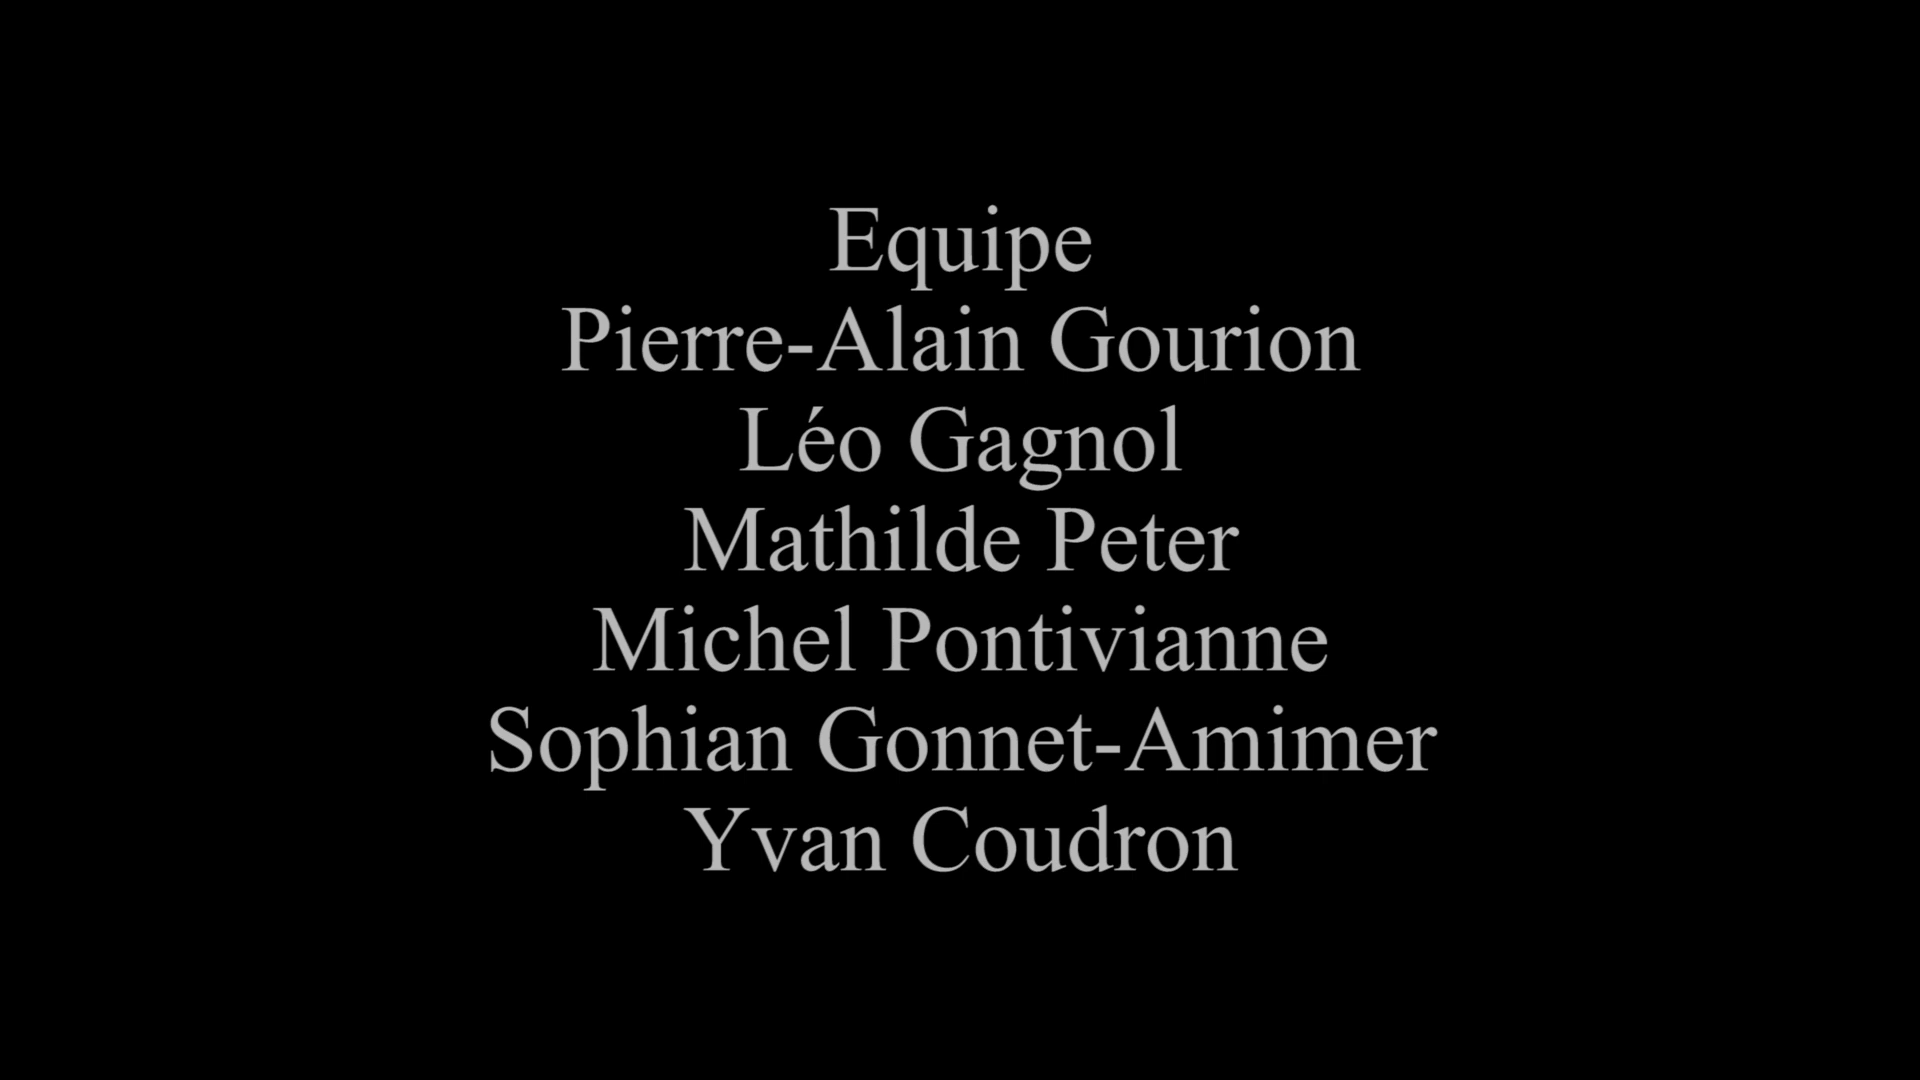 Equipe
Pierre-Alain Gourion
Léo Gagnol
Mathilde Peter
Michel Pontivianne
Sophian Gonnet-Amimer
Yvan Coudron